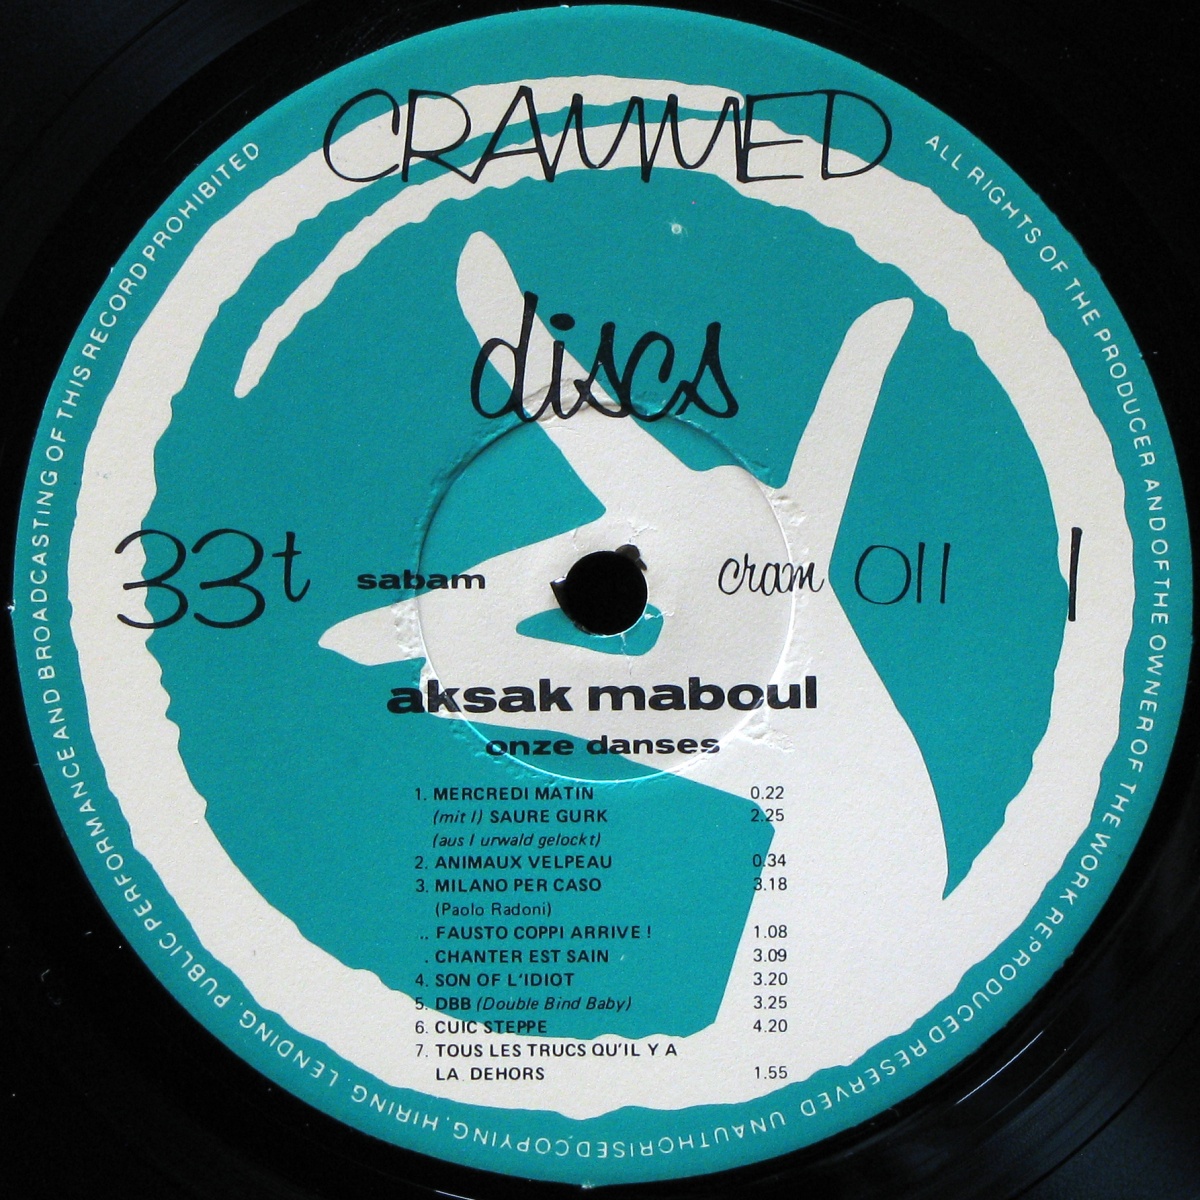 CRAMMED
discs
33t
sabam
cram 011
1
aksak maboul
onze danses
1. MERCREDI MATIN 0.22
(mit I) SAURE GURK 2.25
(aus I urwald gelockt)
2. ANIMAUX VELPEAU 0.34
3. MILANO PER CASO 3.18
(Paolo Radoni)
.. FAUSTO COPPI ARRIVE ! 1.08
. CHANTER EST SAIN 3.09
4. SON OF L'IDIOT 3.20
5. DBB (Double Bind Baby) 3.25
6. CUIC STEPPE 4.20
7. TOUS LES TRUCS QU'IL Y A
LA DEHORS 1.55
ALL RIGHTS OF THE PRODUCER AND OF THE OWNER OF THE WORK REPRODUCED RESERVED UNAUTHORISED COPYING, HIRING, LENDING, PUBLIC PERFORMANCE AND BROADCASTING OF THIS RECORD PROHIBITED